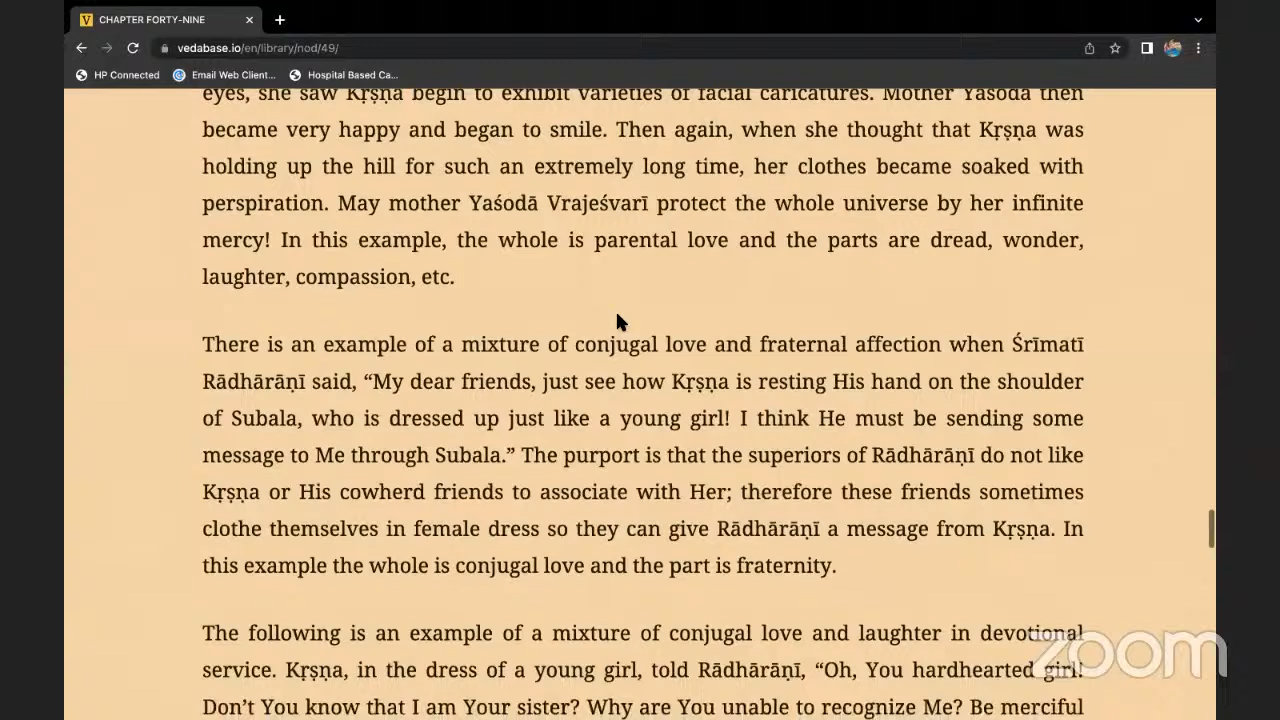 CHAPTER FORTY-NINE
vedabase.io/en/library/nod/49/
HP Connected Email Web Client... Hospital Based Ca...
eyes, she saw Kṛṣṇa begin to exhibit varieties of facial caricatures. Mother Yaśodā then
became very happy and began to smile. Then again, when she thought that Kṛṣṇa was
holding up the hill for such an extremely long time, her clothes became soaked with
perspiration. May mother Yaśodā Vrajeśvarī protect the whole universe by her infinite
mercy! In this example, the whole is parental love and the parts are dread, wonder,
laughter, compassion, etc.
There is an example of a mixture of conjugal love and fraternal affection when Śrīmatī
Rādhārāṇī said, “My dear friends, just see how Kṛṣṇa is resting His hand on the shoulder
of Subala, who is dressed up just like a young girl! I think He must be sending some
message to Me through Subala.” The purport is that the superiors of Rādhārāṇī do not like
Kṛṣṇa or His cowherd friends to associate with Her; therefore these friends sometimes
clothe themselves in female dress so they can give Rādhārāṇī a message from Kṛṣṇa. In
this example the whole is conjugal love and the part is fraternity.
The following is an example of a mixture of conjugal love and laughter in devotional
service. Kṛṣṇa, in the dress of a young girl, told Rādhārāṇī, “Oh, You hardhearted girl!
Don’t You know that I am Your sister? Why are You unable to recognize Me? Be merciful
zoom